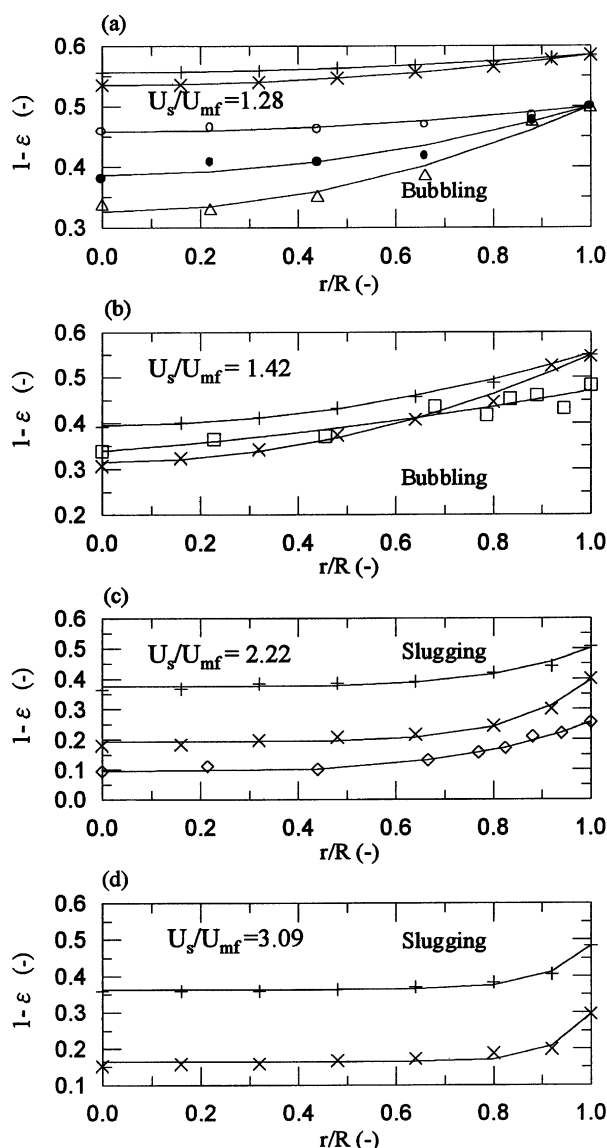 (a)
0.6
0.5
0.4
0.3
1-ε (-)
U_s/U_mf=1.28
Bubbling
0.0 0.2 0.4 0.6 0.8 1.0
r/R (-)
(b)
0.6
0.5
0.4
0.3
0.2
1-ε (-)
U_s/U_mf= 1.42
Bubbling
0.0 0.2 0.4 0.6 0.8 1.0
r/R (-)
(c)
0.6
0.5
0.4
0.3
0.2
0.1
0.0
1-ε (-)
U_s/U_mf= 2.22 Slugging
0.0 0.2 0.4 0.6 0.8 1.0
r/R (-)
(d)
0.6
0.5
0.4
0.3
0.2
0.1
1-ε (-)
U_s/U_mf=3.09 Slugging
0.0 0.2 0.4 0.6 0.8 1.0
r/R (-)